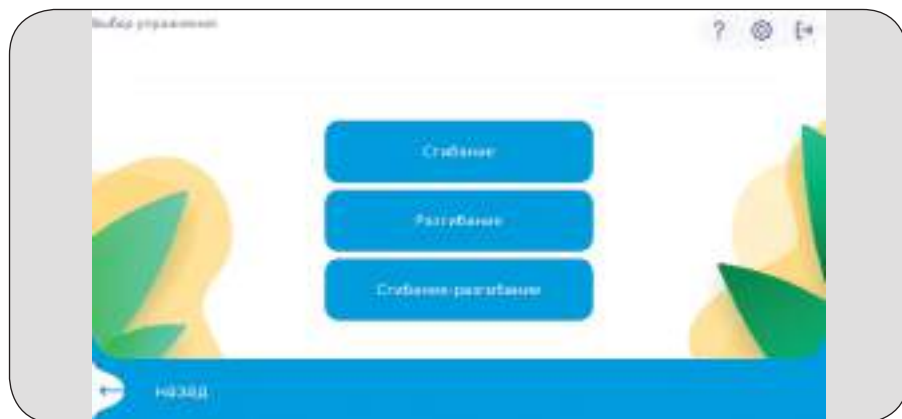 Выбор упражнения
?
Сгибание
Разгибание
Сгибание-разгибание
назад